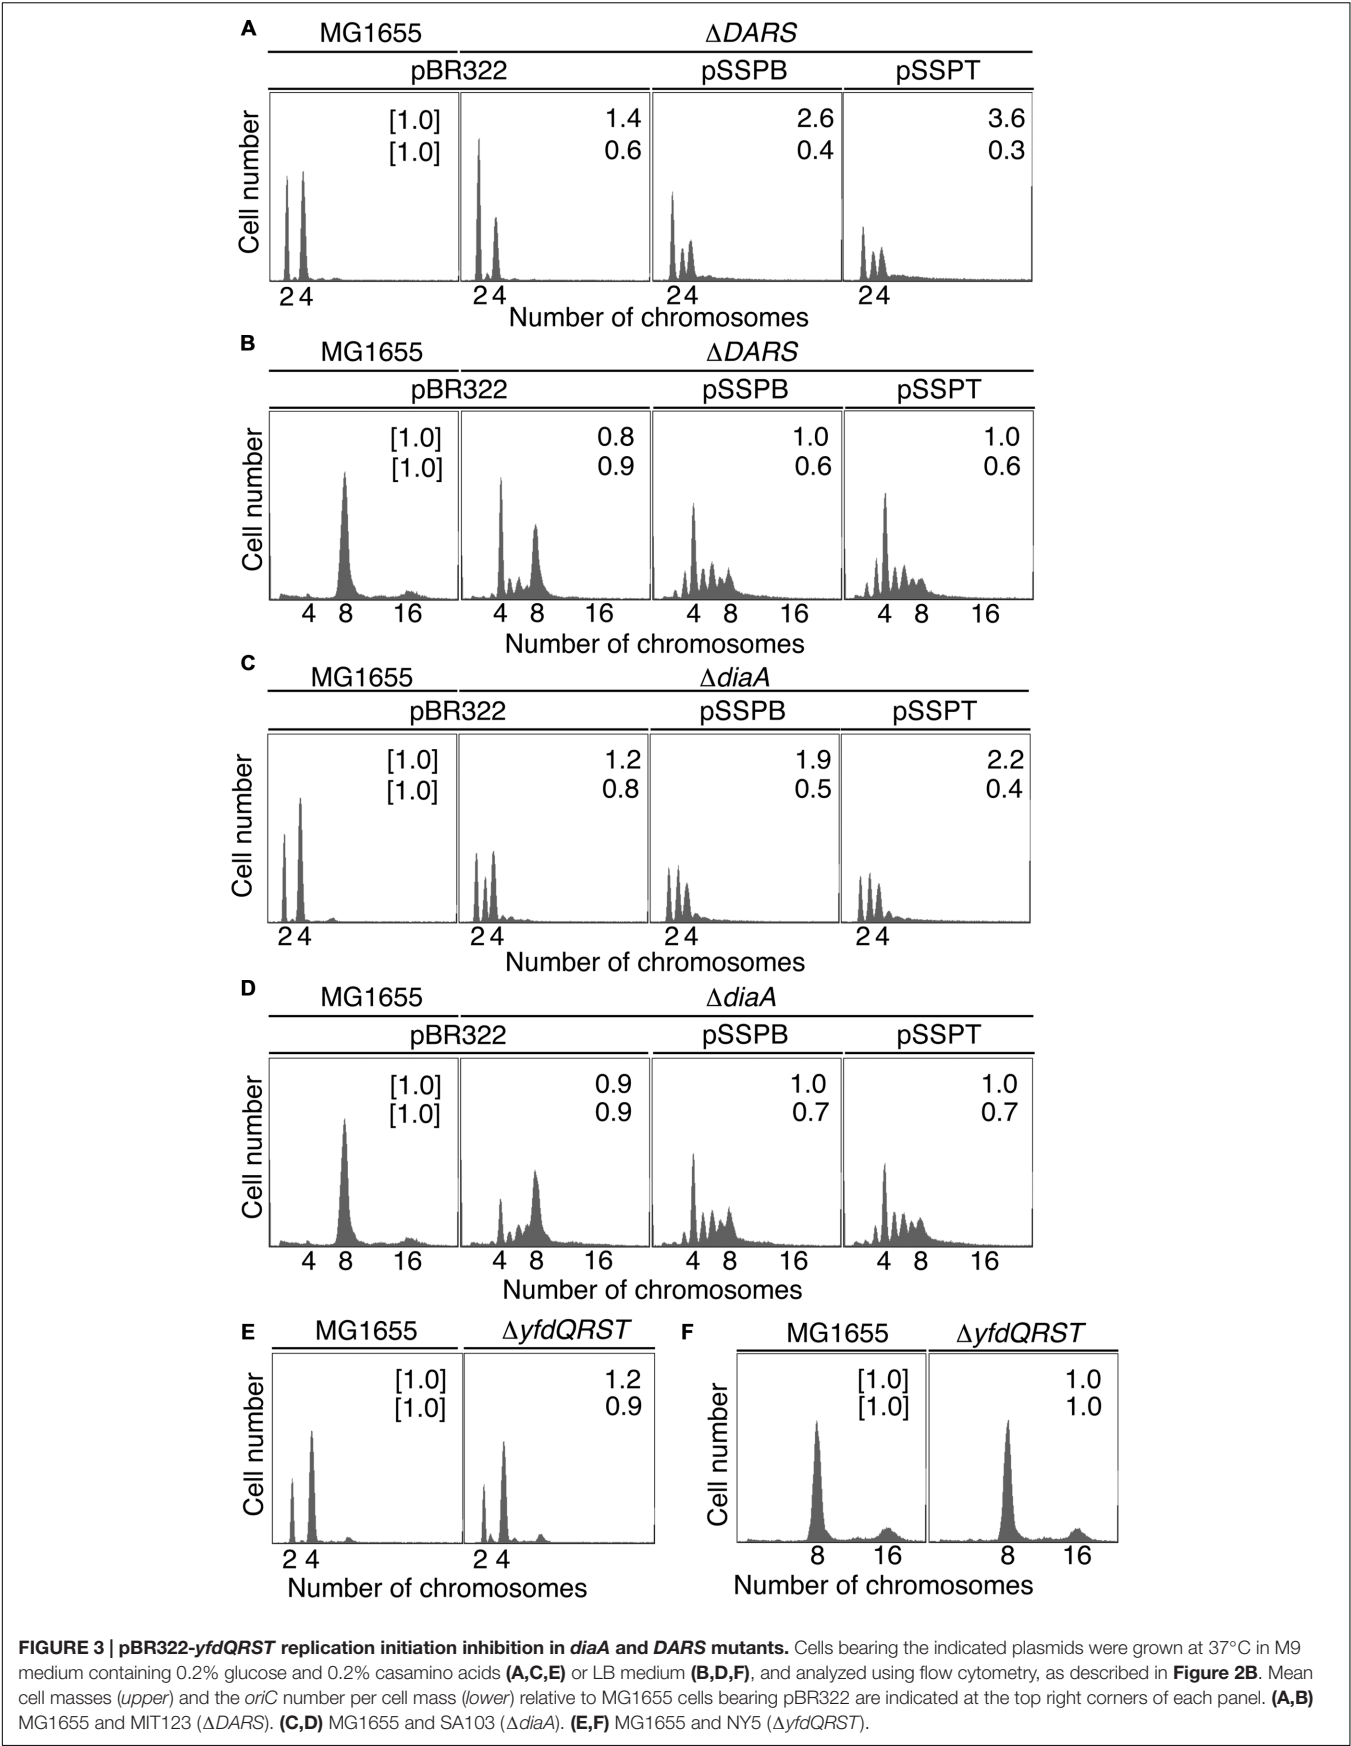 A
MG1655 ΔDARS
pBR322 pSSPB pSSPT
Cell number
[1.0] 1.4 2.6 3.6
[1.0] 0.6 0.4 0.3
2 4 2 4 2 4 2 4
Number of chromosomes
B
MG1655 ΔDARS
pBR322 pSSPB pSSPT
Cell number
[1.0] 0.8 1.0 1.0
[1.0] 0.9 0.6 0.6
4 8 16 4 8 16 4 8 16 4 8 16
Number of chromosomes
C
MG1655 ΔdiaA
pBR322 pSSPB pSSPT
Cell number
[1.0] 1.2 1.9 2.2
[1.0] 0.8 0.5 0.4
2 4 2 4 2 4 2 4
Number of chromosomes
D
MG1655 ΔdiaA
pBR322 pSSPB pSSPT
Cell number
[1.0] 0.9 1.0 1.0
[1.0] 0.9 0.7 0.7
4 8 16 4 8 16 4 8 16 4 8 16
Number of chromosomes
E
MG1655 ΔyfdQRST
Cell number
[1.0] 1.2
[1.0] 0.9
2 4 2 4
Number of chromosomes
F
MG1655 ΔyfdQRST
Cell number
[1.0] 1.0
[1.0] 1.0
8 16 8 16
Number of chromosomes
FIGURE 3 | pBR322-yfdQRST replication initiation inhibition in diaA and DARS mutants. Cells bearing the indicated plasmids were grown at 37°C in M9
medium containing 0.2% glucose and 0.2% casamino acids (A,C,E) or LB medium (B,D,F), and analyzed using flow cytometry, as described in Figure 2B. Mean
cell masses (upper) and the oriC number per cell mass (lower) relative to MG1655 cells bearing pBR322 are indicated at the top right corners of each panel. (A,B)
MG1655 and MIT123 (ΔDARS). (C,D) MG1655 and SA103 (ΔdiaA). (E,F) MG1655 and NY5 (ΔyfdQRST).